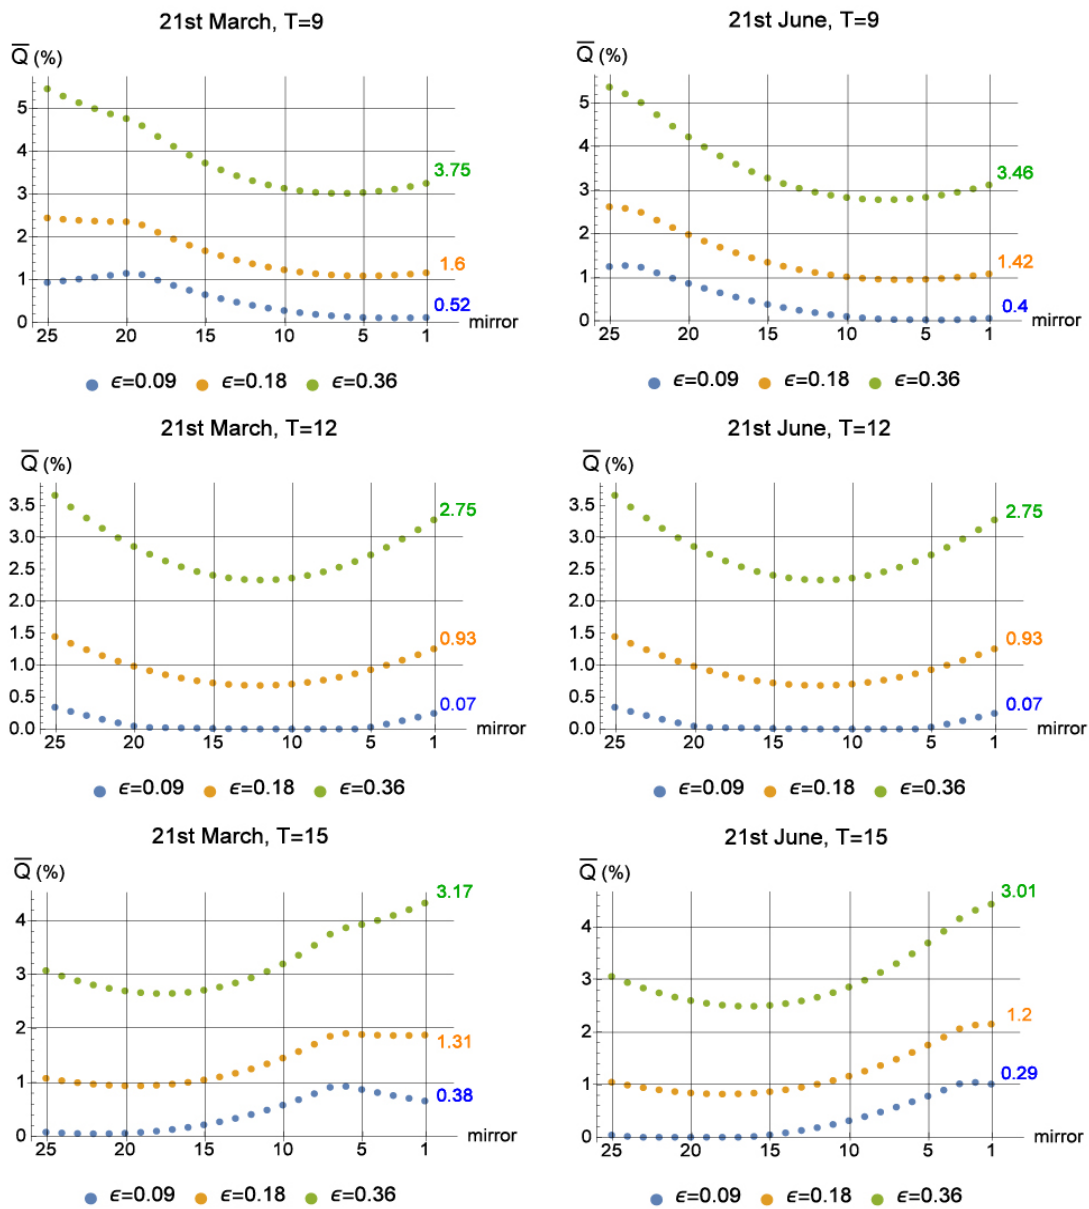 21st March, T=9
Q̅ (%)
5
4
3
2
1
0
3.75
1.6
0.52
25 20 15 10 5 1 mirror
ϵ=0.09 ϵ=0.18 ϵ=0.36
21st June, T=9
Q̅ (%)
5
4
3
2
1
0
3.46
1.42
0.4
25 20 15 10 5 1 mirror
ϵ=0.09 ϵ=0.18 ϵ=0.36
21st March, T=12
Q̅ (%)
3.5
3.0
2.5
2.0
1.5
1.0
0.5
0.0
2.75
0.93
0.07
25 20 15 10 5 1 mirror
ϵ=0.09 ϵ=0.18 ϵ=0.36
21st June, T=12
Q̅ (%)
3.5
3.0
2.5
2.0
1.5
1.0
0.5
0.0
2.75
0.93
0.07
25 20 15 10 5 1 mirror
ϵ=0.09 ϵ=0.18 ϵ=0.36
21st March, T=15
Q̅ (%)
4
3
2
1
0
3.17
1.31
0.38
25 20 15 10 5 1 mirror
ϵ=0.09 ϵ=0.18 ϵ=0.36
21st June, T=15
Q̅ (%)
4
3
2
1
0
3.01
1.2
0.29
25 20 15 10 5 1 mirror
ϵ=0.09 ϵ=0.18 ϵ=0.36